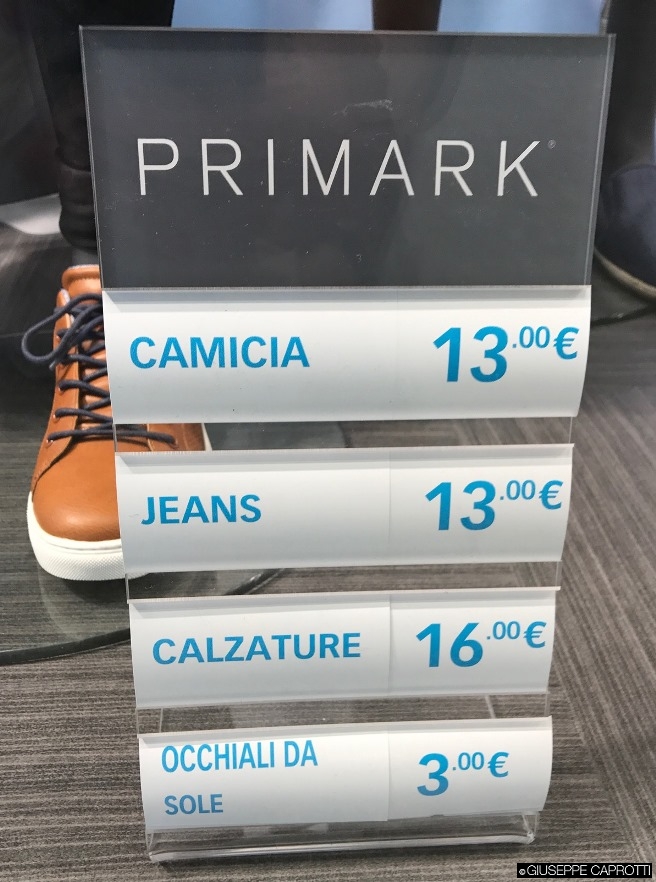 PRIMARK®
CAMICIA 13.00€
JEANS 13.00€
CALZATURE 16.00€
OCCHIALI DA
SOLE 3.00€
©GIUSEPPE CAPROTTI